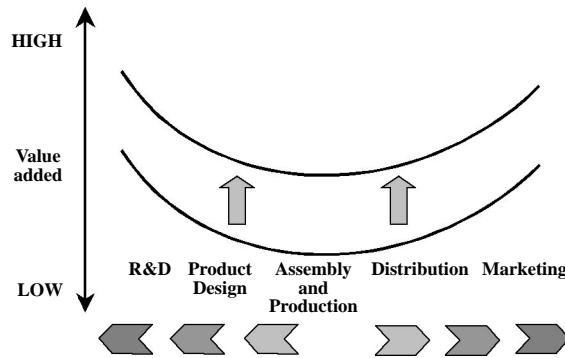 HIGH
Value
added
R&D
Product
Design
Assembly
and
Production
Distribution
Marketing
LOW